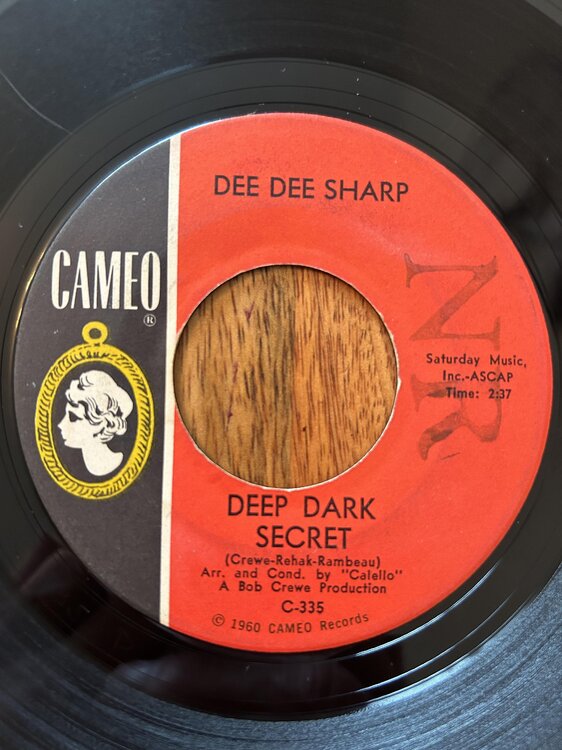 DEE DEE SHARP
CAMEO
®
NR
Saturday Music,
Inc.-ASCAP
Time: 2:37
DEEP DARK
SECRET
(Crewe-Rehak-Rambeau)
Arr. and Cond. by "Calello"
A Bob Crewe Production
C-335
© 1960 CAMEO Records